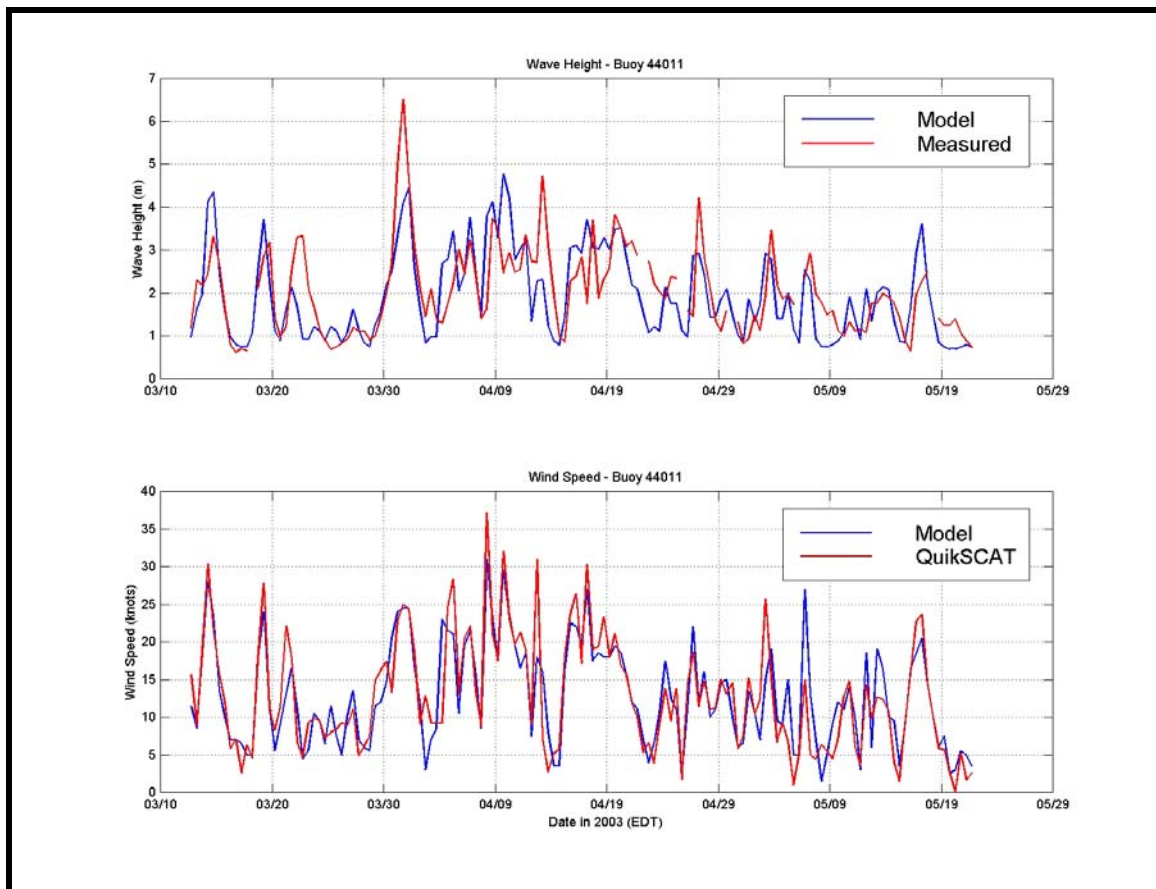 Wave Height - Buoy 44011
7
6
5
4
3
2
1
0
Wave Height (m)
Model
Measured
03/10 03/20 03/30 04/09 04/19 04/29 05/09 05/19 05/29
Wind Speed - Buoy 44011
40
35
30
25
20
15
10
5
0
Wind Speed (knots)
Model
QuikSCAT
03/10 03/20 03/30 04/09 04/19 04/29 05/09 05/19 05/29
Date in 2003 (EDT)